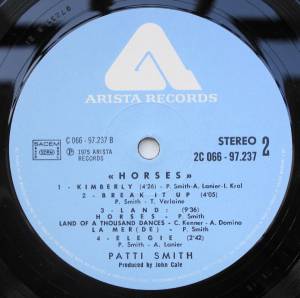 ARISTA RECORDS
SACEM
C 066 - 97.237 B
℗ 1975 ARISTA
RECORDS
STEREO 2
2C 066 - 97.237
«HORSES»
1 - KIMBERLY (4'26) - P. Smith-A. Lanier-I. Kral
2 - BREAK IT UP (4'05)
P. Smith - T. Verlaine
3 - LAND: (9'36)
HORSES - P. Smith
LAND OF A THOUSAND DANCES - C. Kenner - A. Domino
LA MER(DE) - P. Smith
4 - ELEGIE (2'42)
P. Smith - A. Lanier
PATTI SMITH
Produced by John Cale